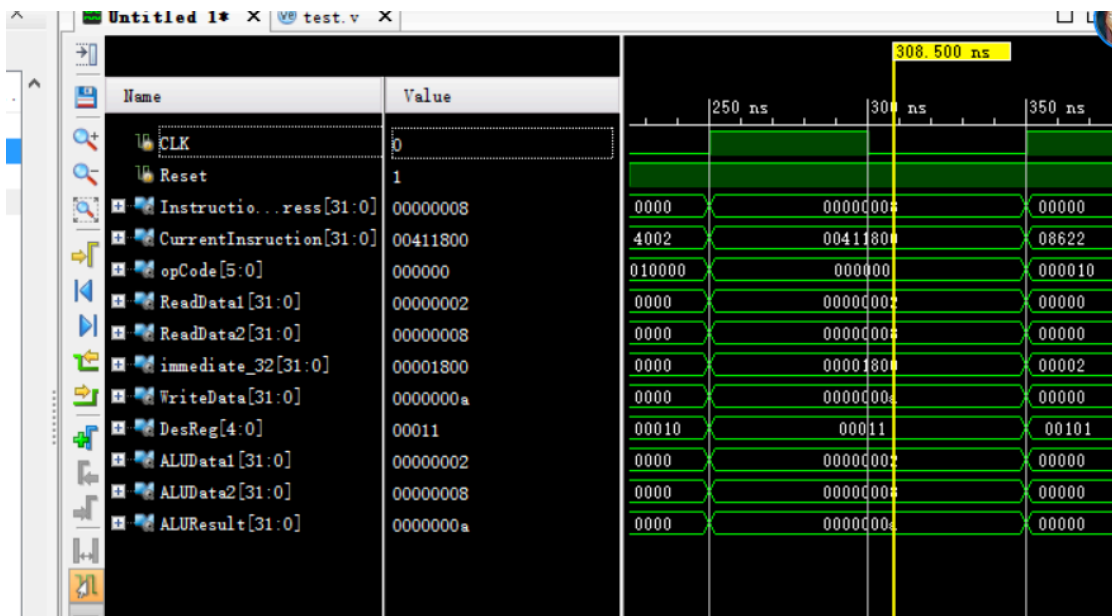 Untitled 1* X test.v X
308.500 ns
Name Value
250 ns 300 ns 350 ns
CLK 0
Reset 1
Instructio...ress[31:0] 00000008 0000 00000008 00000
CurrentInsruction[31:0] 00411800 4002 00411800 08622
opCode[5:0] 000000 010000 000000 000010
ReadData1[31:0] 00000002 0000 00000002 00000
ReadData2[31:0] 00000008 0000 00000008 00000
immediate_32[31:0] 00001800 0000 00001800 00002
WriteData[31:0] 0000000a 0000 0000000a 00000
DesReg[4:0] 00011 00010 00011 00101
ALUData1[31:0] 00000002 0000 00000002 00000
ALUData2[31:0] 00000008 0000 00000008 00000
ALUResult[31:0] 0000000a 0000 0000000a 00000